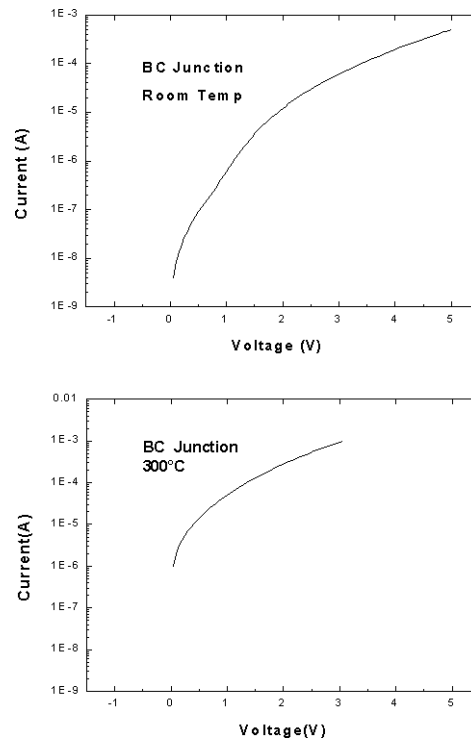 1E-3
1E-4
1E-5
1E-6
1E-7
1E-8
1E-9
Current (A)
BC Junction
Room Temp
-1 0 1 2 3 4 5
Voltage (V)
0.01
1E-3
1E-4
1E-5
1E-6
1E-7
1E-8
1E-9
Current(A)
BC Junction
300°C
-1 0 1 2 3 4 5
Voltage(V)